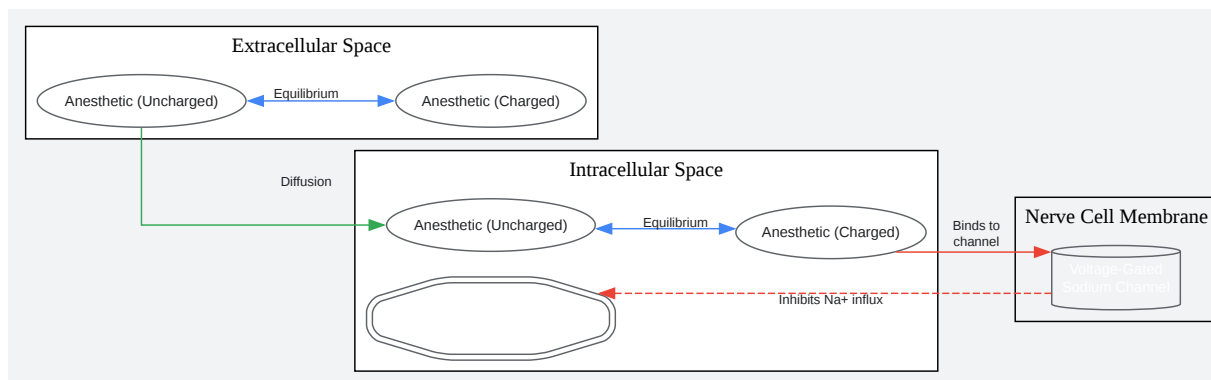 Extracellular Space
Anesthetic (Uncharged)
Equilibrium
Anesthetic (Charged)
Diffusion
Intracellular Space
Anesthetic (Uncharged)
Equilibrium
Anesthetic (Charged)
Binds to
channel
Nerve Cell Membrane
Voltage-Gated
Sodium Channel
Inhibits Na+ influx